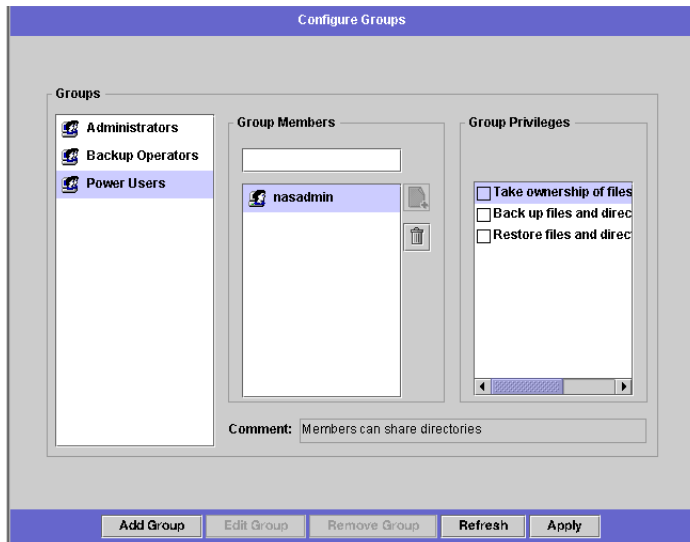 Configure Groups
Groups
Administrators
Backup Operators
Power Users
Group Members
nasadmin
Group Privileges
Take ownership of files
Back up files and direc
Restore files and direc
Comment: Members can share directories
Add Group
Edit Group
Remove Group
Refresh
Apply